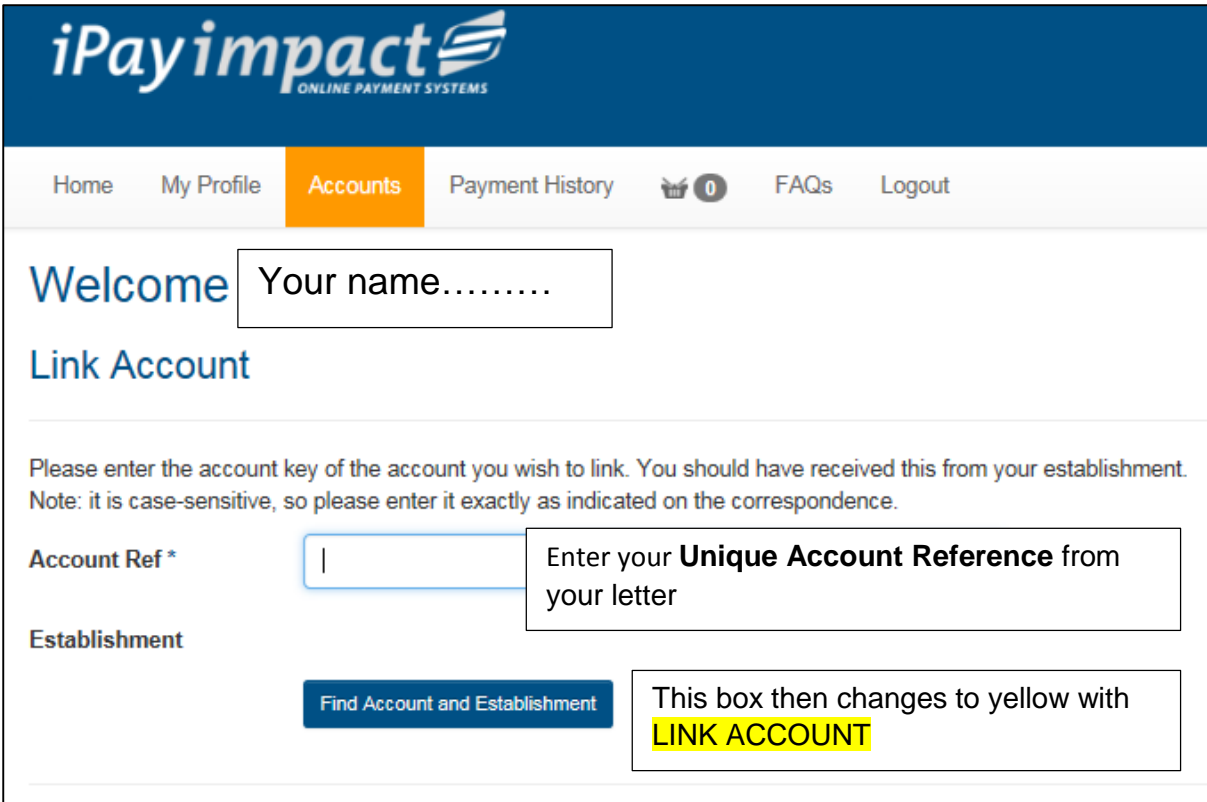 iPayimpact
ONLINE PAYMENT SYSTEMS
Home My Profile Accounts Payment History 0 FAQs Logout
Welcome Your name.........
Link Account
Please enter the account key of the account you wish to link. You should have received this from your establishment.
Note: it is case-sensitive, so please enter it exactly as indicated on the correspondence.
Account Ref * Enter your Unique Account Reference from
your letter
Establishment
Find Account and Establishment This box then changes to yellow with
LINK ACCOUNT